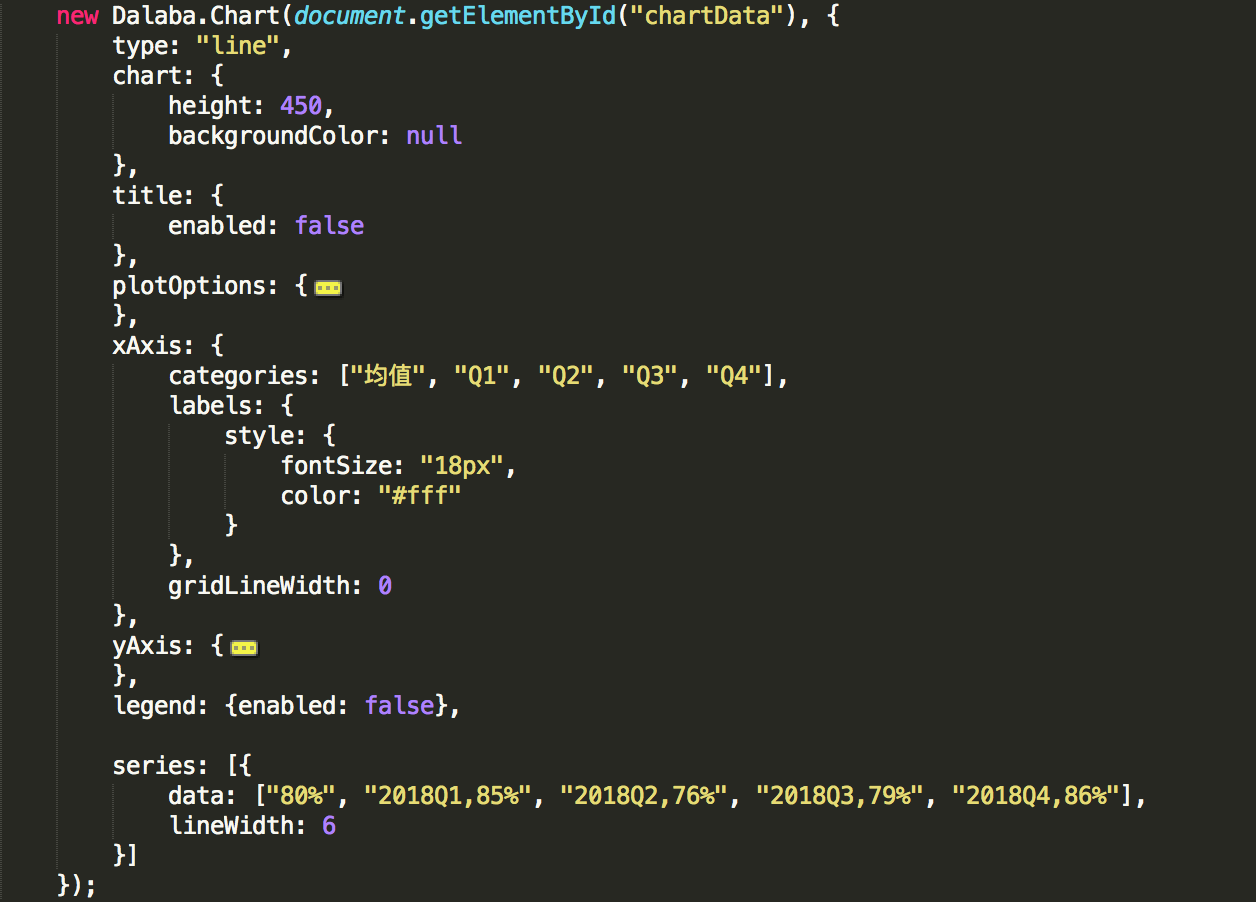 new Dalaba.Chart(document.getElementById("chartData"), {
    type: "line",
    chart: {
        height: 450,
        backgroundColor: null
    },
    title: {
        enabled: false
    },
    plotOptions: {
    },
    xAxis: {
        categories: ["均值", "Q1", "Q2", "Q3", "Q4"],
        labels: {
            style: {
                fontSize: "18px",
                color: "#fff"
            }
        },
        gridLineWidth: 0
    },
    yAxis: {
    },
    legend: {enabled: false},
    series: [{
        data: ["80%", "2018Q1,85%", "2018Q2,76%", "2018Q3,79%", "2018Q4,86%"],
        lineWidth: 6
    }]
});